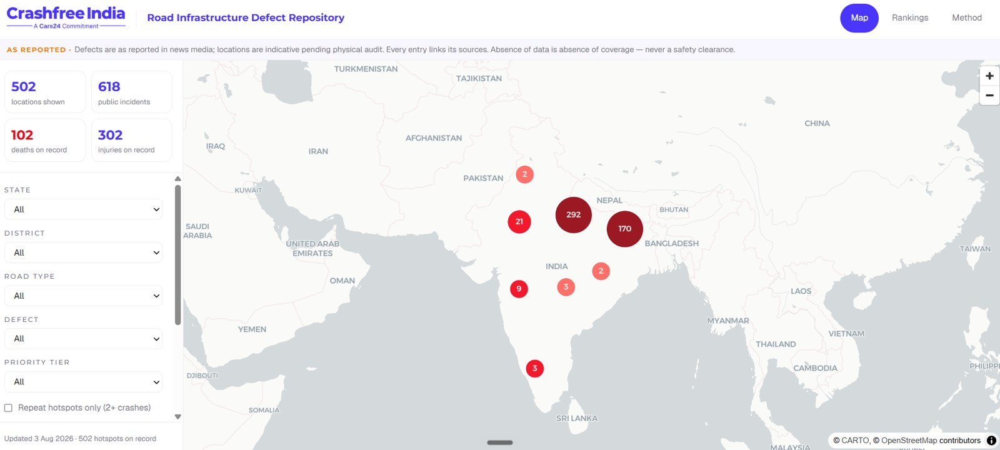 Crashfree India
A Cars24 Commitment
Road Infrastructure Defect Repository
Map
Rankings
Method
AS REPORTED · Defects are as reported in news media; locations are indicative pending physical audit. Every entry links its sources. Absence of data is absence of coverage — never a safety clearance.
502
locations shown
618
public incidents
102
deaths on record
302
injuries on record
STATE
All
DISTRICT
All
ROAD TYPE
All
DEFECT
All
PRIORITY TIER
All
Repeat hotspots only (2+ crashes)
Updated 3 Aug 2026 · 502 hotspots on record
TURKMENISTAN
TAJIKISTAN
CHINA
AFGHANISTAN
IRAQ
IRAN
PAKISTAN
2
KUWAIT
NEPAL
BHUTAN
292
21
170
SAUDI
ARABIA
UNITED ARAB
EMIRATES
BANGLADESH
TAIWAN
INDIA
2
OMAN
9
3
LAOS
YEMEN
MYANMAR
VIETNAM
THAILAND
3
CAMBODIA
PHILIPP
DJIBOUTI
SOMALIA
SRI LANKA
MALAYSIA
+
−
© CARTO, © OpenStreetMap contributors